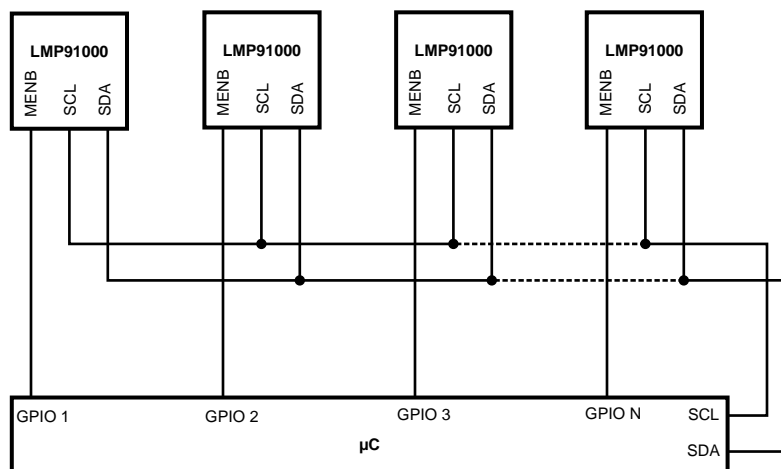 LMP91000
MENB
SCL
SDA
LMP91000
MENB
SCL
SDA
LMP91000
MENB
SCL
SDA
LMP91000
MENB
SCL
SDA
GPIO 1
GPIO 2
GPIO 3
GPIO N
SCL
µC
SDA